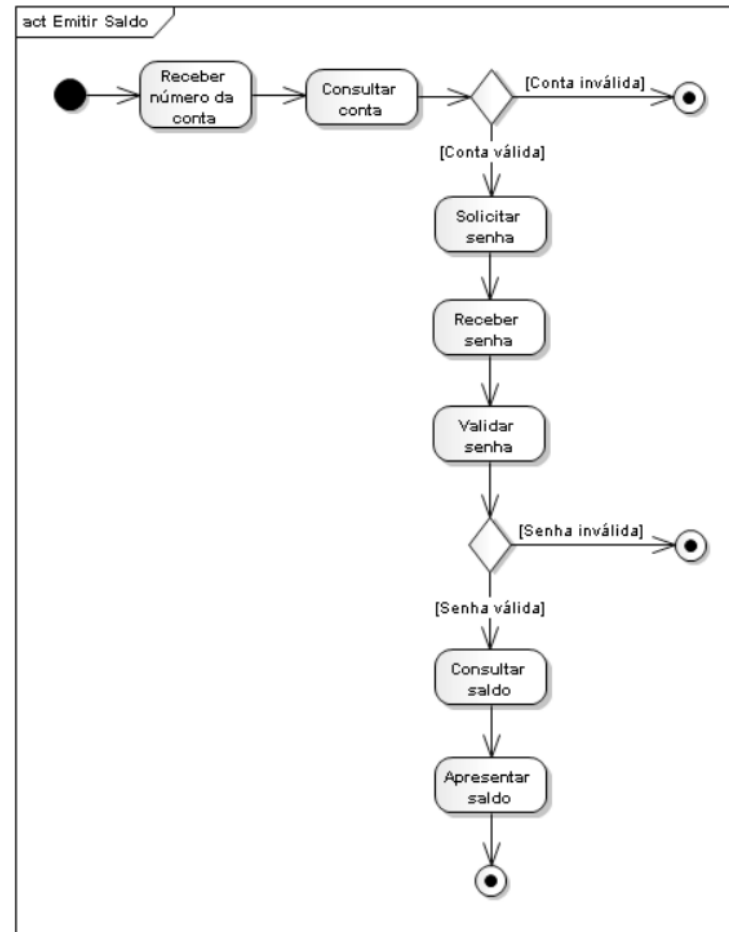 act Emitir Saldo
Receber
número da
conta
Consultar
conta
[Conta inválida]
[Conta válida]
Solicitar
senha
Receber
senha
Validar
senha
[Senha inválida]
[Senha válida]
Consultar
saldo
Apresentar
saldo